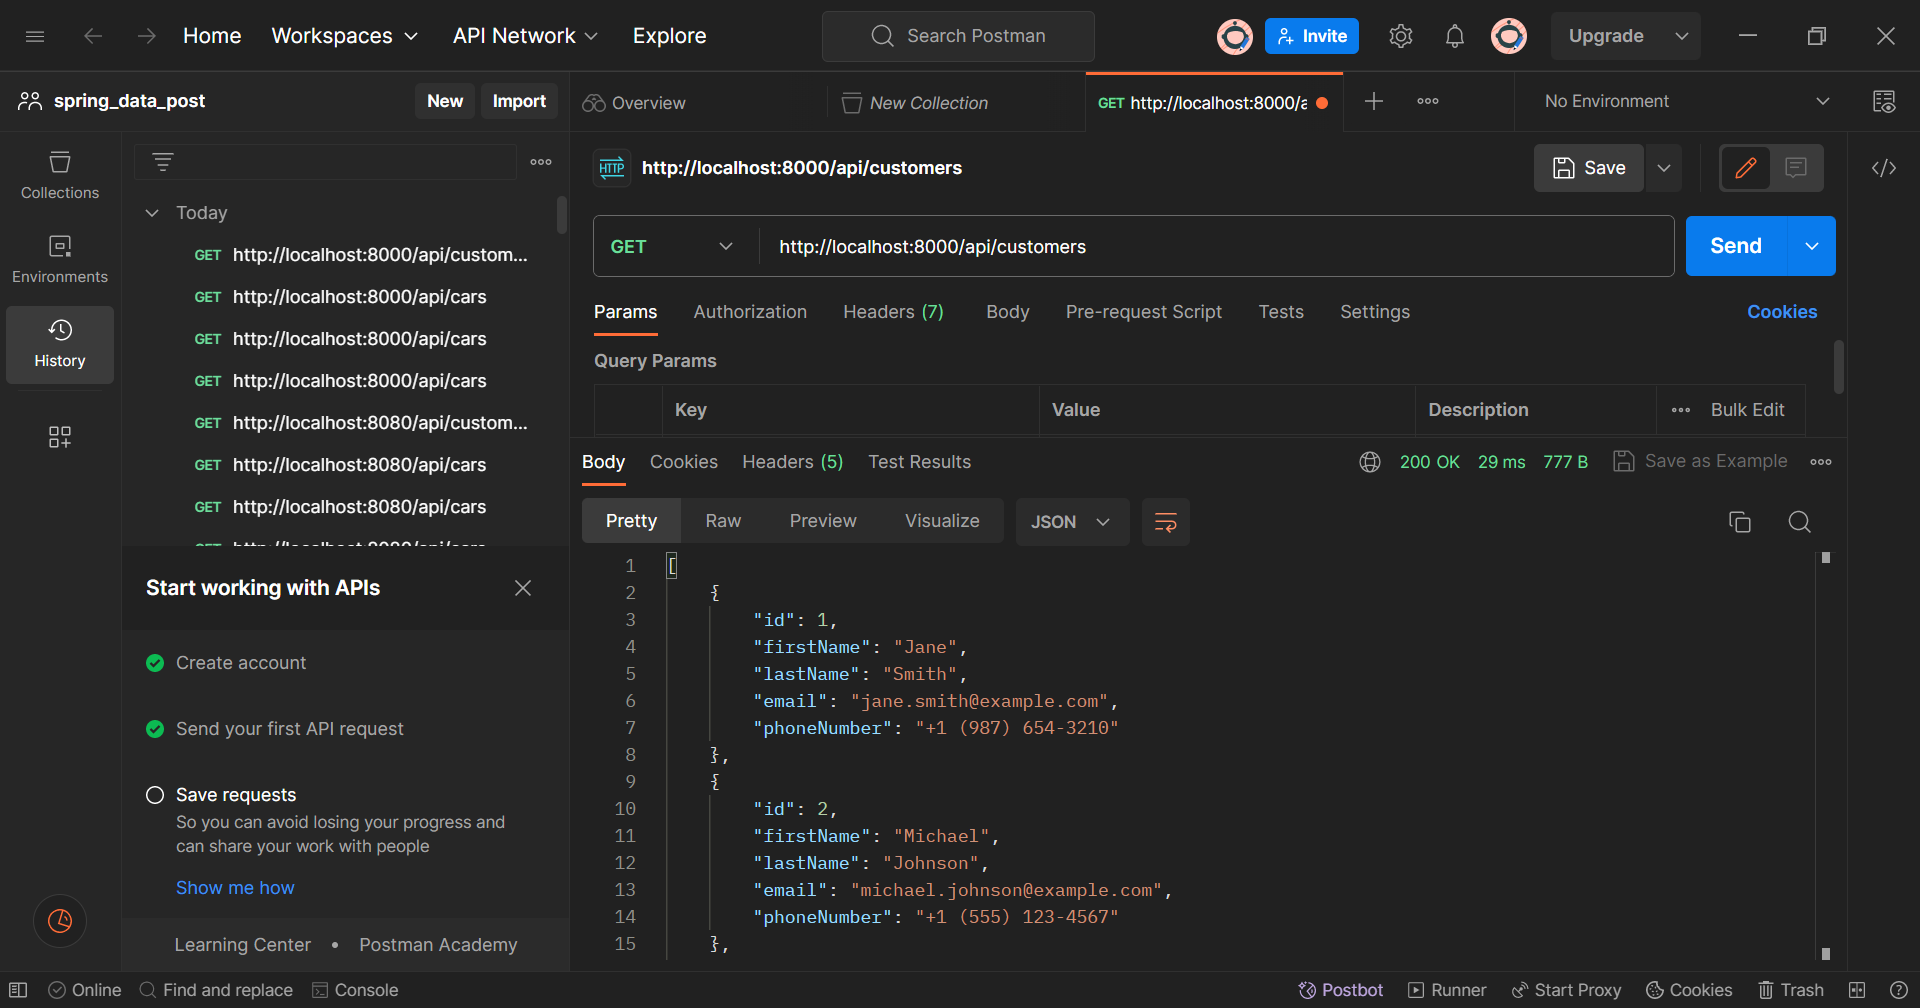 Home
Workspaces
API Network
Explore
Search Postman
Invite
Upgrade
spring_data_post
New
Import
Overview
New Collection
GET http://localhost:8000/a
No Environment
Collections
Environments
History
Today
GET http://localhost:8000/api/custom...
GET http://localhost:8000/api/cars
GET http://localhost:8000/api/cars
GET http://localhost:8000/api/cars
GET http://localhost:8080/api/custom...
GET http://localhost:8080/api/cars
GET http://localhost:8080/api/cars
Start working with APIs
Create account
Send your first API request
Save requests
So you can avoid losing your progress and
can share your work with people
Show me how
Learning Center • Postman Academy
HTTP
http://localhost:8000/api/customers
Save
GET
http://localhost:8000/api/customers
Send
Params
Authorization
Headers (7)
Body
Pre-request Script
Tests
Settings
Cookies
Query Params
Key
Value
Description
Bulk Edit
Body
Cookies
Headers (5)
Test Results
200 OK
29 ms
777 B
Save as Example
Pretty
Raw
Preview
Visualize
JSON
1 [
2 {
3 "id": 1,
4 "firstName": "Jane",
5 "lastName": "Smith",
6 "email": "jane.smith@example.com",
7 "phoneNumber": "+1 (987) 654-3210"
8 },
9 {
10 "id": 2,
11 "firstName": "Michael",
12 "lastName": "Johnson",
13 "email": "michael.johnson@example.com",
14 "phoneNumber": "+1 (555) 123-4567"
15 },
Online
Find and replace
Console
Postbot
Runner
Start Proxy
Cookies
Trash